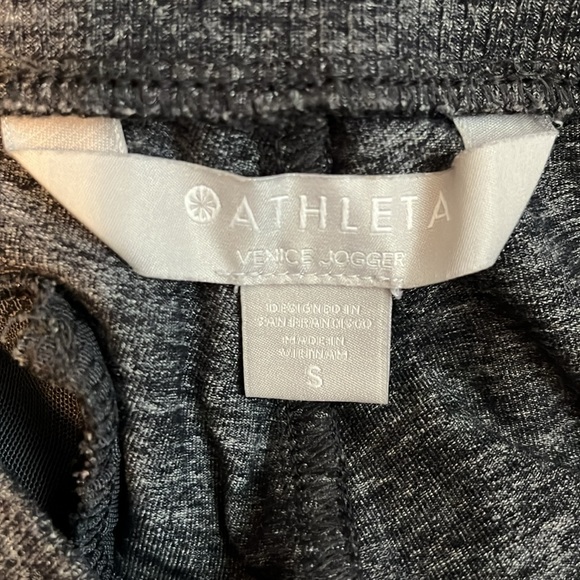 ATHLETA
VENICE JOGGER
DESIGNED IN
SAN FRANCISCO
MADE IN
VIETNAM
S